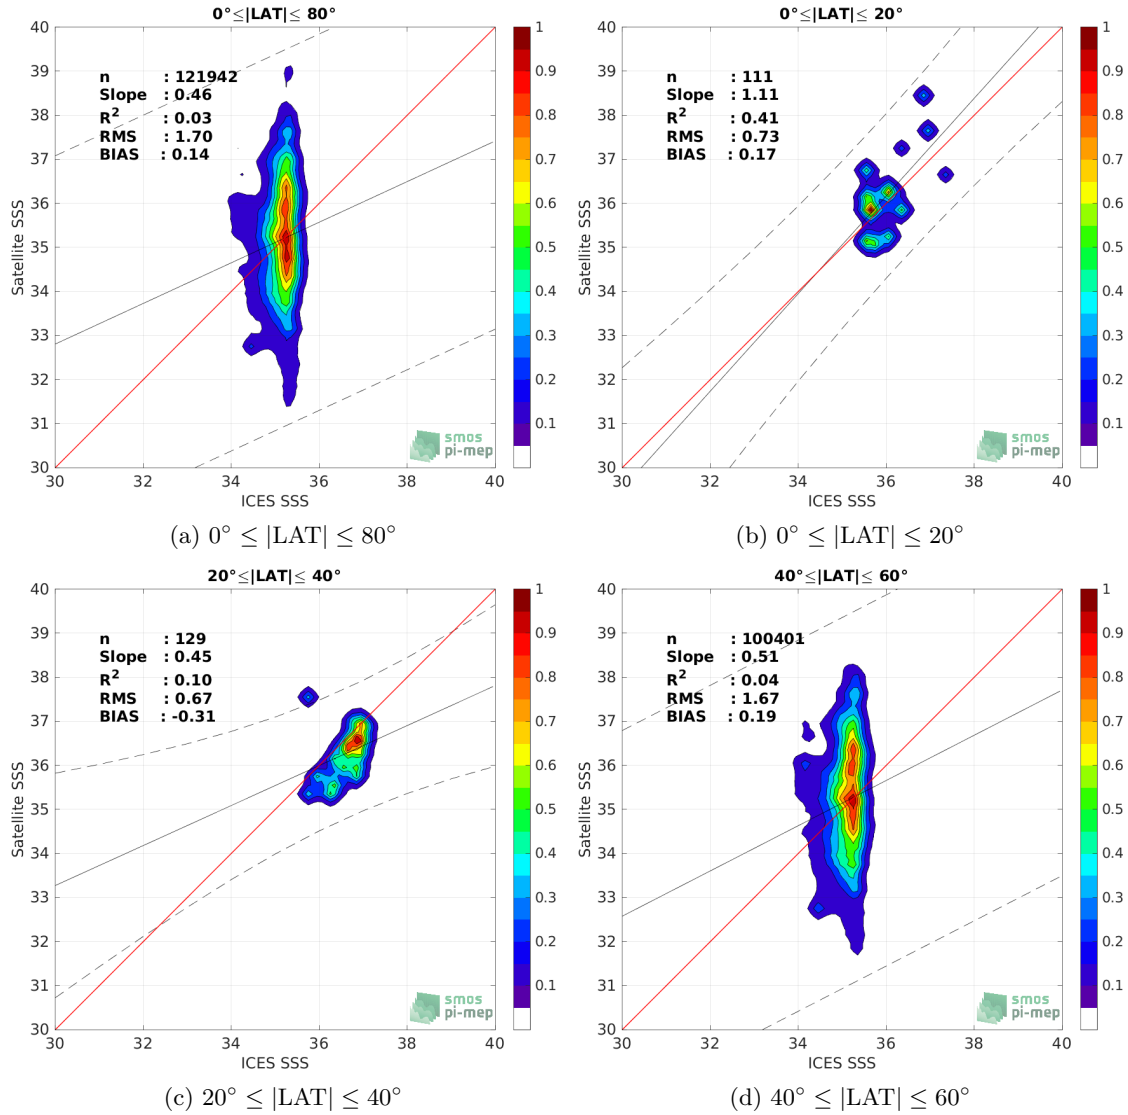 0°≤|LAT|≤ 80°
40
39
38
37
36
35
34
33
32
31
30
Satellite SSS
n : 121942
Slope : 0.46
R² : 0.03
RMS : 1.70
BIAS : 0.14
smos
pi-mep
30 32 34 36 38 40
ICES SSS
1
0.9
0.8
0.7
0.6
0.5
0.4
0.3
0.2
0.1
(a) 0° ≤ |LAT| ≤ 80°
0°≤|LAT|≤ 20°
40
39
38
37
36
35
34
33
32
31
30
Satellite SSS
n : 111
Slope : 1.11
R² : 0.41
RMS : 0.73
BIAS : 0.17
smos
pi-mep
30 32 34 36 38 40
ICES SSS
1
0.9
0.8
0.7
0.6
0.5
0.4
0.3
0.2
0.1
(b) 0° ≤ |LAT| ≤ 20°
20°≤|LAT|≤ 40°
40
39
38
37
36
35
34
33
32
31
30
Satellite SSS
n : 129
Slope : 0.45
R² : 0.10
RMS : 0.67
BIAS : -0.31
smos
pi-mep
30 32 34 36 38 40
ICES SSS
1
0.9
0.8
0.7
0.6
0.5
0.4
0.3
0.2
0.1
(c) 20° ≤ |LAT| ≤ 40°
40°≤|LAT|≤ 60°
40
39
38
37
36
35
34
33
32
31
30
Satellite SSS
n : 100401
Slope : 0.51
R² : 0.04
RMS : 1.67
BIAS : 0.19
smos
pi-mep
30 32 34 36 38 40
ICES SSS
1
0.9
0.8
0.7
0.6
0.5
0.4
0.3
0.2
0.1
(d) 40° ≤ |LAT| ≤ 60°